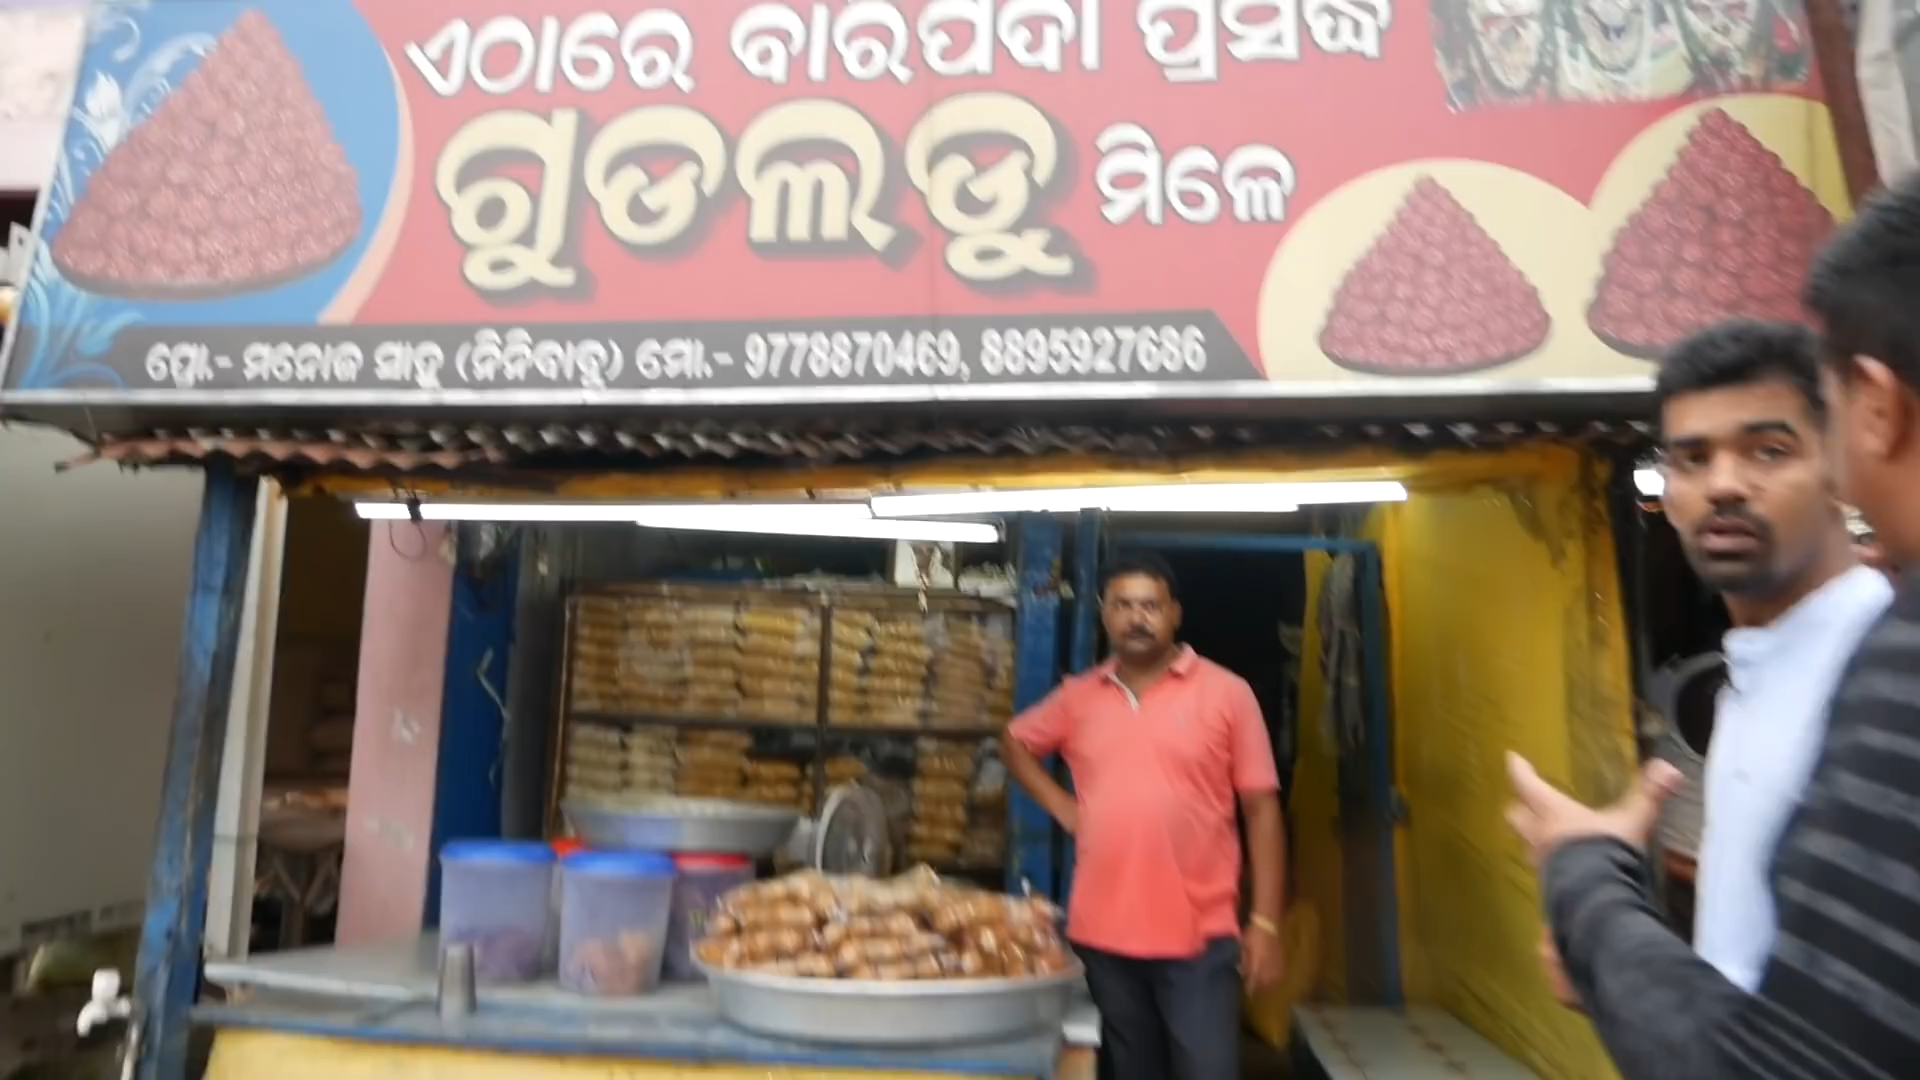 ଏଠାରେ ବାରିପଦା ପ୍ରସିଦ୍ଧ
ଗୁଡଲଡୁ ମିଳେ
ପ୍ରୋ.- ମନୋଜ ସାହୁ (ନିନିବାବୁ) ମୋ.- 9778870469, 8895927686